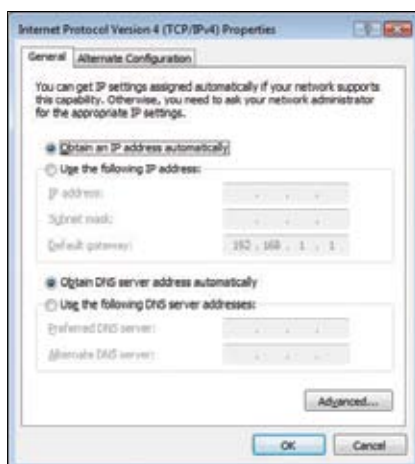 Internet Protocol Version 4 (TCP/IPv4) Properties
General Alternate Configuration
You can get IP settings assigned automatically if your network supports
this capability. Otherwise, you need to ask your network administrator
for the appropriate IP settings.
Obtain an IP address automatically
Use the following IP address:
IP address:
Subnet mask:
Default gateway: 192 . 168 . 1 . 1
Obtain DNS server address automatically
Use the following DNS server addresses:
Preferred DNS server:
Alternate DNS server:
Advanced...
OK Cancel